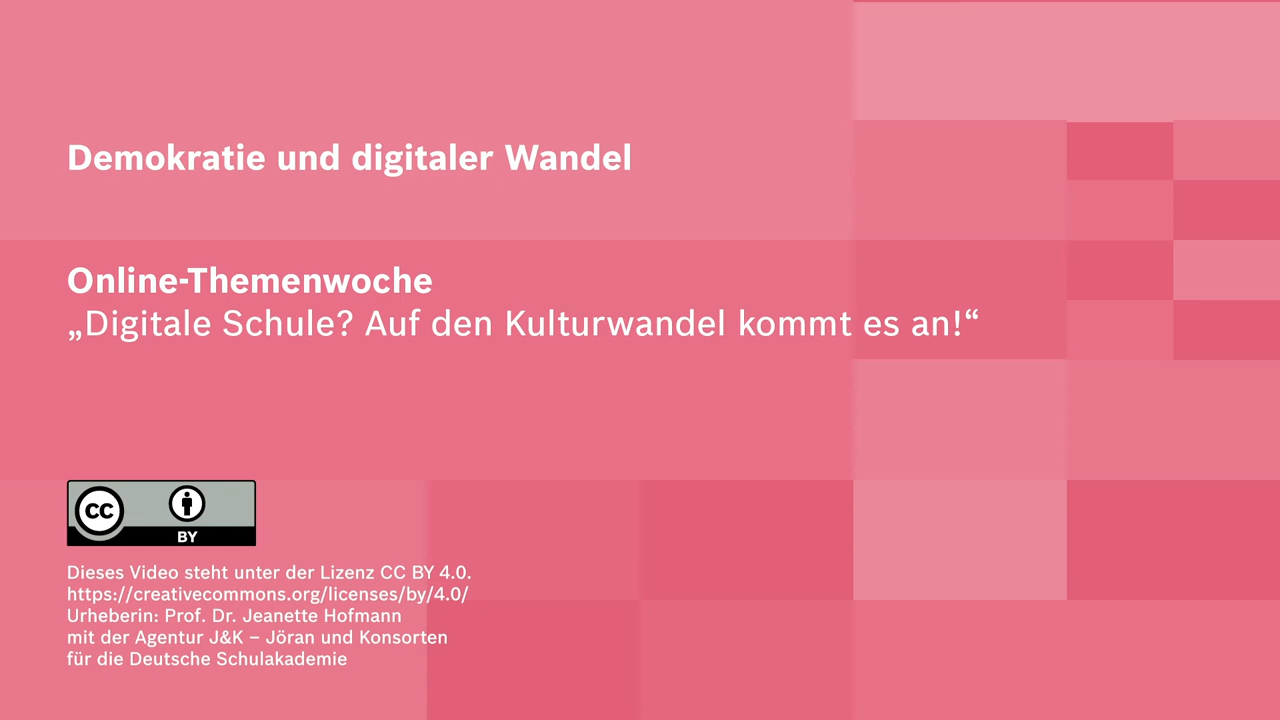 Demokratie und digitaler Wandel
Online-Themenwoche
„Digitale Schule? Auf den Kulturwandel kommt es an!“
CC
BY
Dieses Video steht unter der Lizenz CC BY 4.0.
https://creativecommons.org/licenses/by/4.0/
Urheberin: Prof. Dr. Jeanette Hofmann
mit der Agentur J&K – Jöran und Konsorten
für die Deutsche Schulakademie